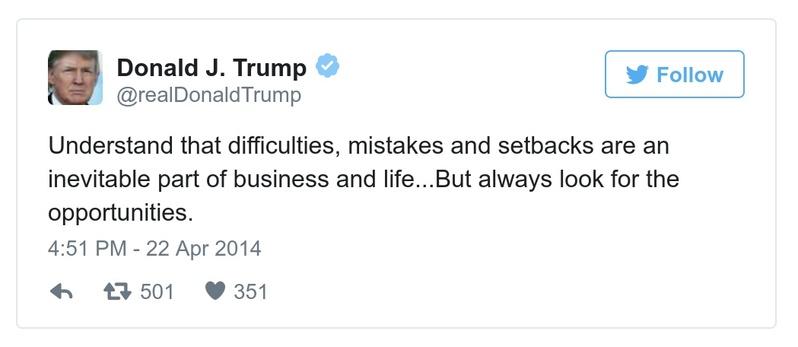 Donald J. Trump
@realDonaldTrump
Follow
Understand that difficulties, mistakes and setbacks are an
inevitable part of business and life...But always look for the
opportunities.
4:51 PM - 22 Apr 2014
501 351